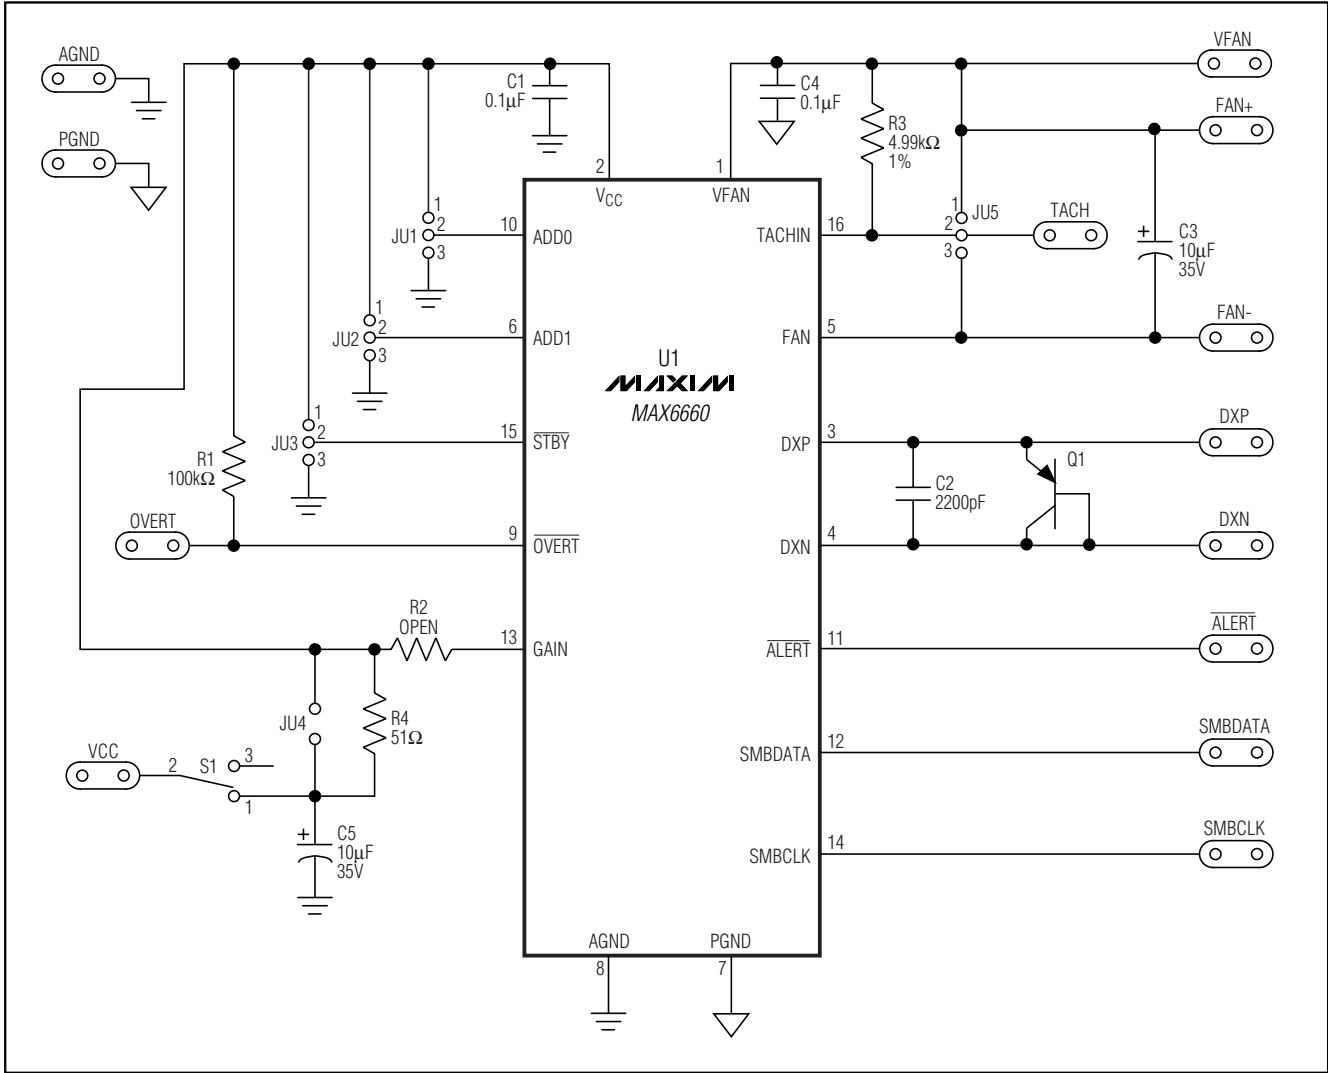 AGND
PGND
C1
0.1µF
C4
0.1µF
R3
4.99kΩ
1%
VFAN
FAN+
2
VCC
1
VFAN
1
2
3
JU1
10
ADD0
TACHIN
16
1
2
3
JU5
TACH
+
C3
10µF
35V
1
2
3
JU2
6
ADD1
FAN
5
FAN-
U1
MAXIM
MAX6660
1
2
3
JU3
15
STBY
DXP
3
DXP
R1
100kΩ
C2
2200pF
Q1
OVERT
9
OVERT
DXN
4
DXN
R2
OPEN
13
GAIN
ALERT
11
ALERT
JU4
R4
51Ω
VCC
2
S1
3
1
SMBDATA
12
SMBDATA
+
C5
10µF
35V
SMBCLK
14
SMBCLK
AGND
8
PGND
7